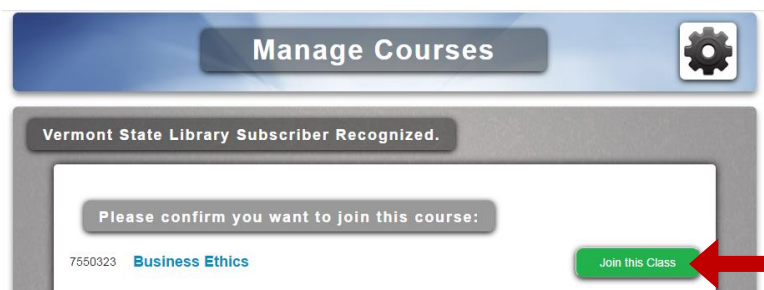 Manage Courses
Vermont State Library Subscriber Recognized.
Please confirm you want to join this course:
7550323 Business Ethics Join this Class